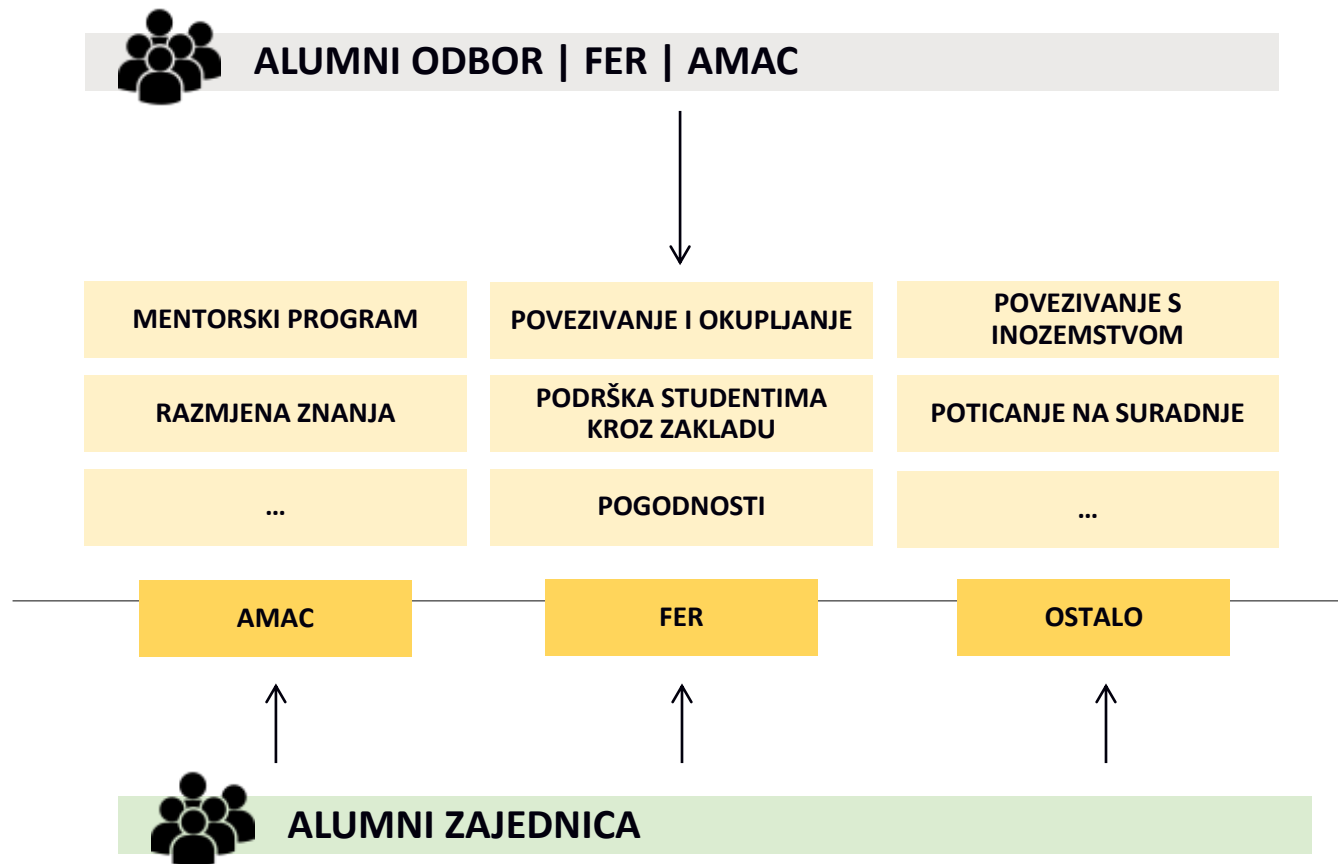 ALUMNI ODBOR | FER | AMAC
MENTORSKI PROGRAM
POVEZIVANJE I OKUPLJANJE
POVEZIVANJE S
INOZEMSTVOM
RAZMJENA ZNANJA
PODRŠKA STUDENTIMA
KROZ ZAKLADU
POTICANJE NA SURADNJE
…
POGODNOSTI
…
AMAC
FER
OSTALO
ALUMNI ZAJEDNICA